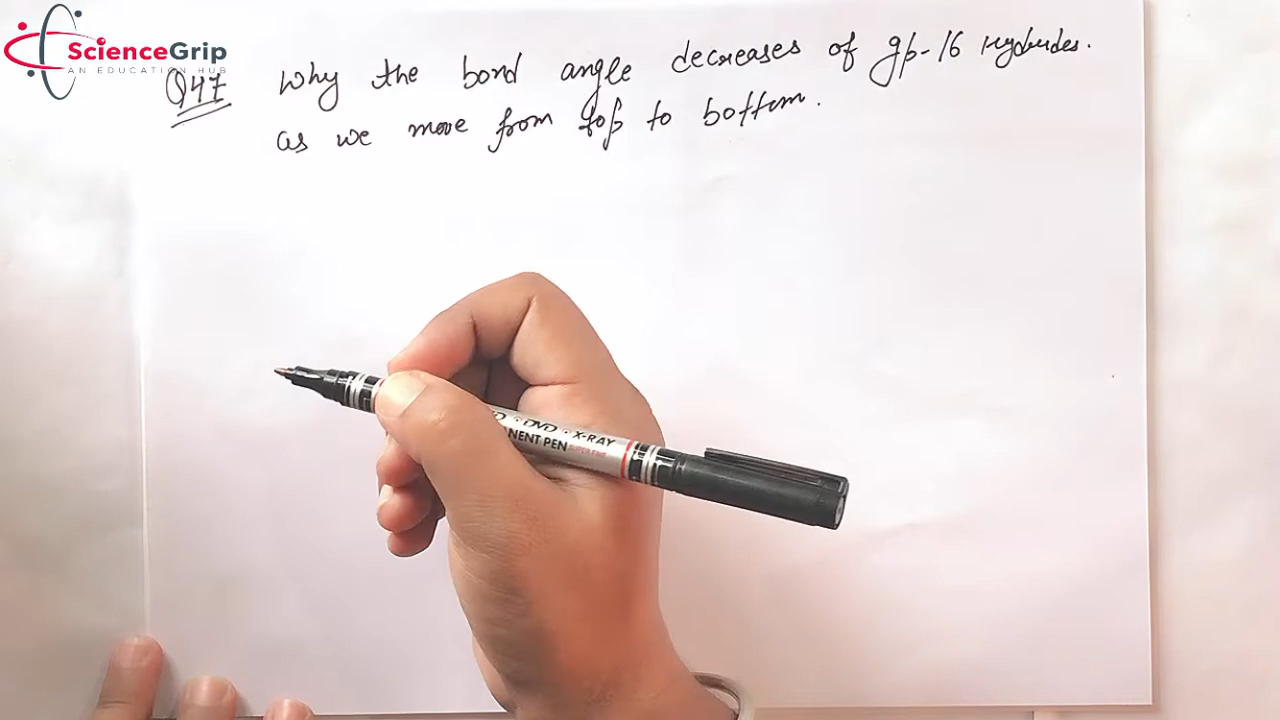 ScienceGrip
AN EDUCATION HUB
Q47 Why the bond angle decreases of gp-16 Hydrides.
as we move from top to bottom.
DVD · X-RAY
NENT PEN